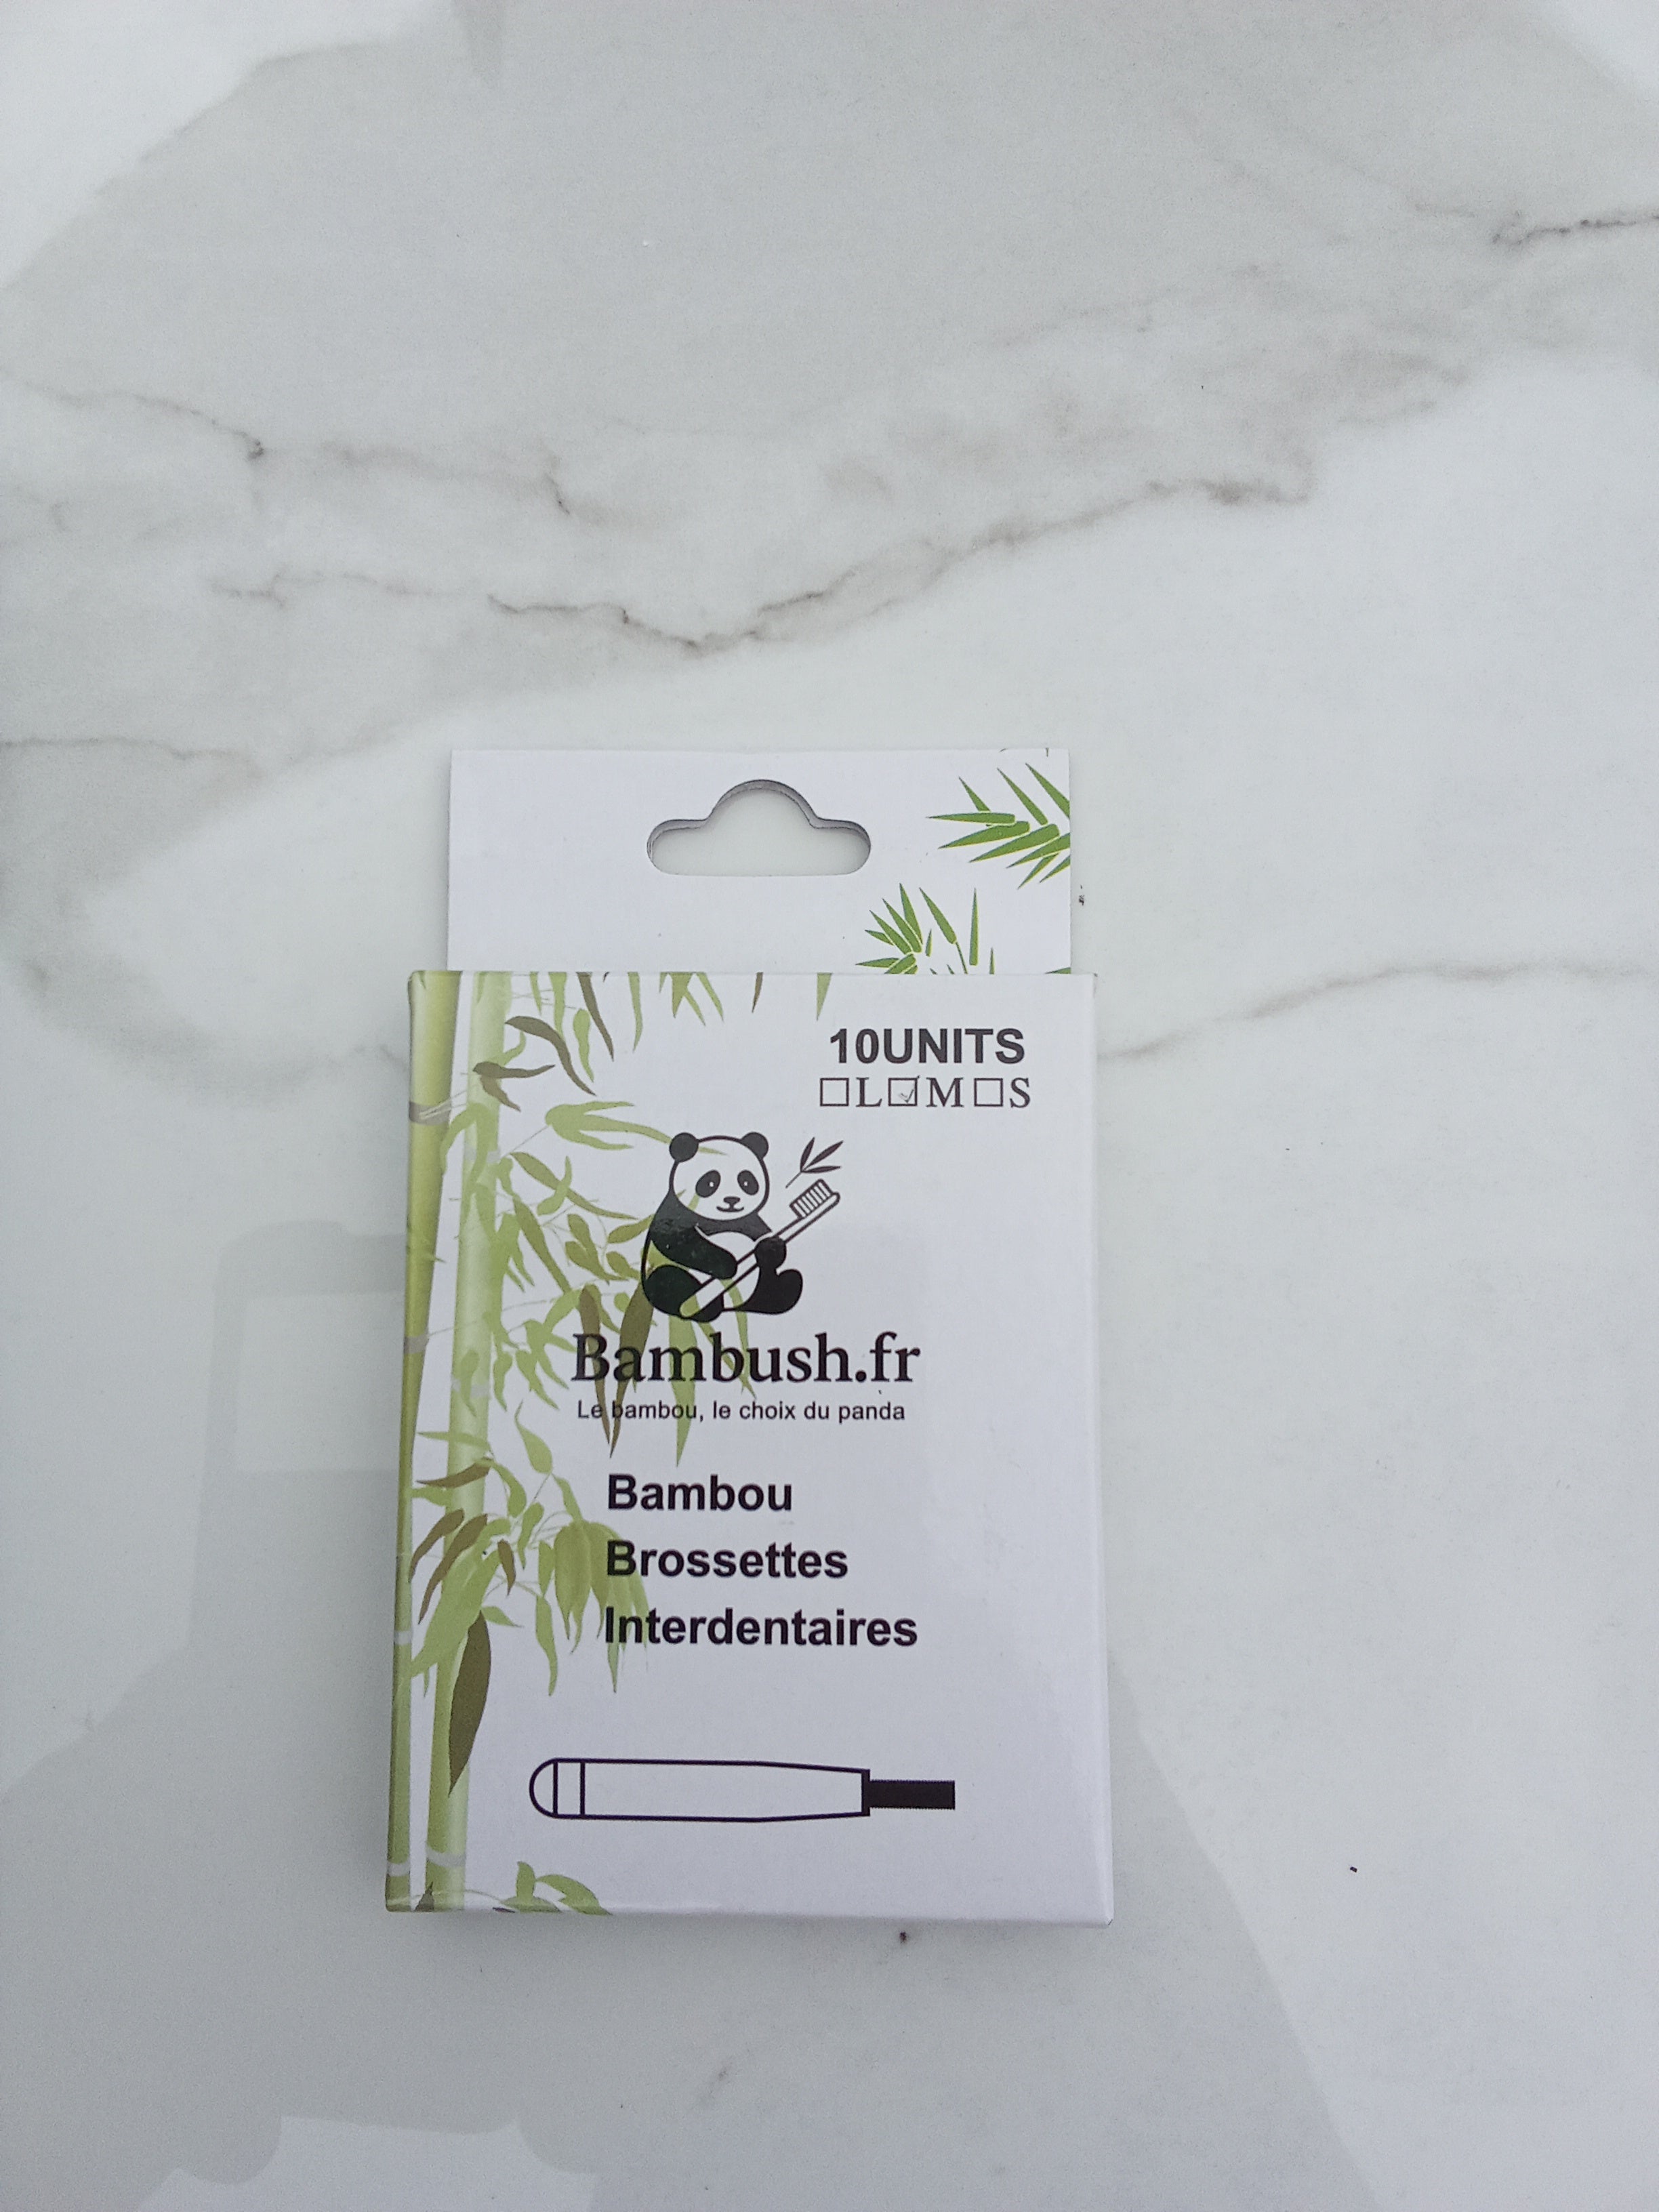 10UNITS
☐L☑M☐S
Bambush.fr
Le bambou, le choix du panda
Bambou
Brossettes
Interdentaires